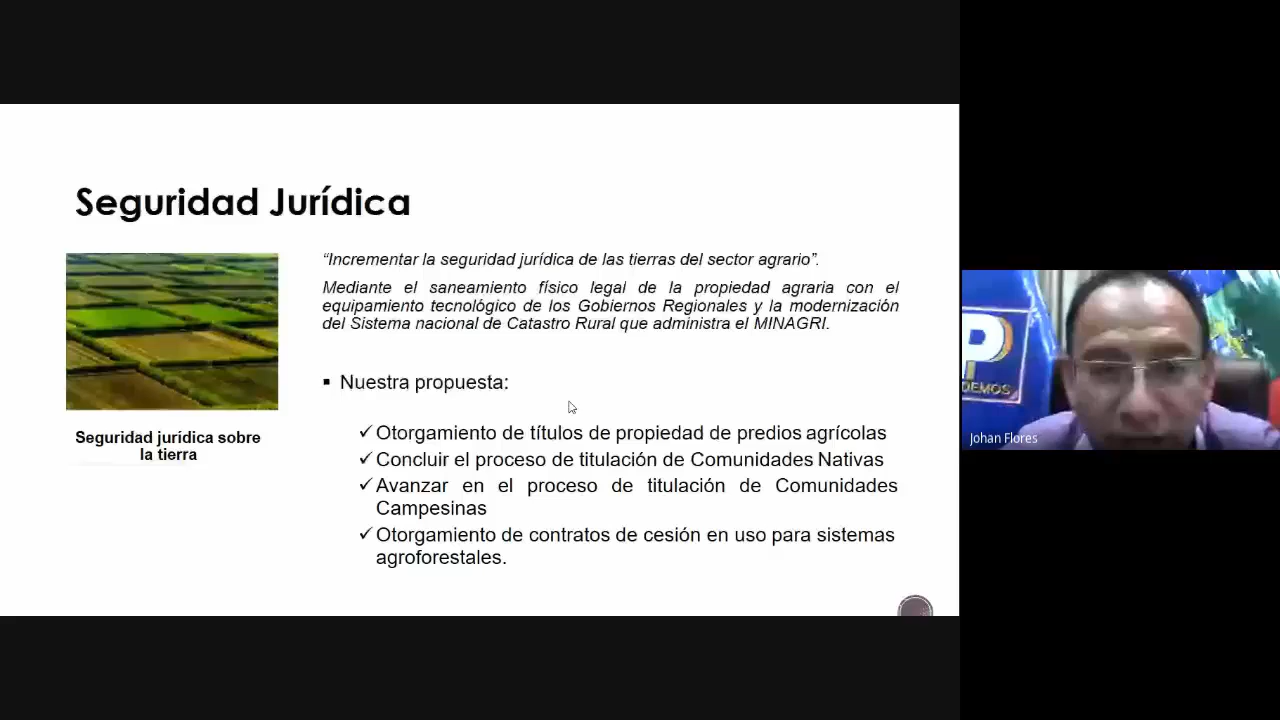 Seguridad Jurídica
“Incrementar la seguridad jurídica de las tierras del sector agrario”.
Mediante el saneamiento físico legal de la propiedad agraria con el
equipamiento tecnológico de los Gobiernos Regionales y la modernización
del Sistema nacional de Catastro Rural que administra el MINAGRI.
▪ Nuestra propuesta:
✓Otorgamiento de títulos de propiedad de predios agrícolas
✓Concluir el proceso de titulación de Comunidades Nativas
✓Avanzar en el proceso de titulación de Comunidades
Campesinas
✓Otorgamiento de contratos de cesión en uso para sistemas
agroforestales.
Seguridad jurídica sobre
la tierra
P
DEMOS
Johan Flores